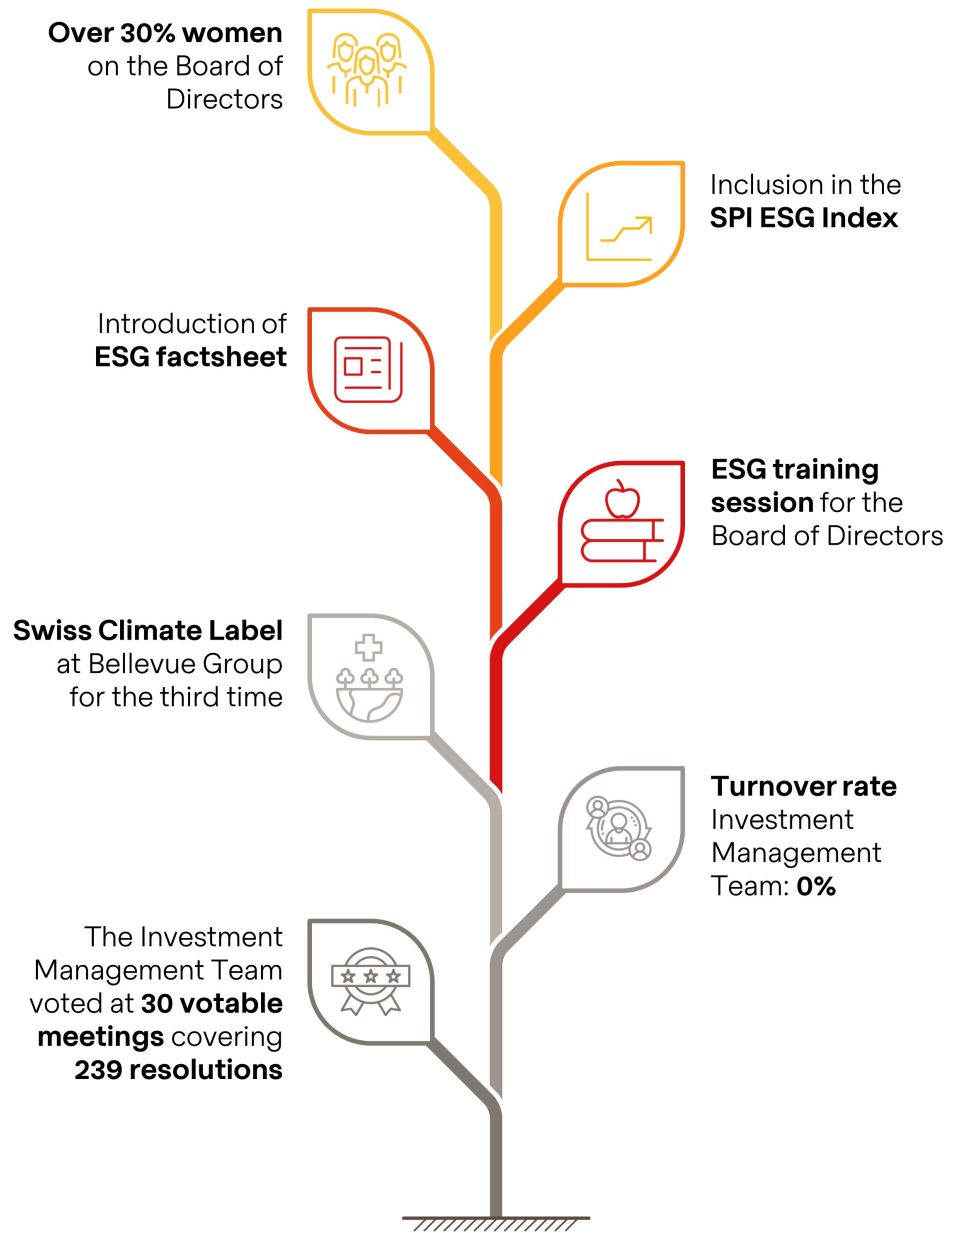 Over 30% women
on the Board of
Directors
Inclusion in the
SPI ESG Index
Introduction of
ESG factsheet
ESG training
session for the
Board of Directors
Swiss Climate Label
at Bellevue Group
for the third time
Turnover rate
Investment
Management
Team: 0%
The Investment
Management Team
voted at 30 votable
meetings covering
239 resolutions